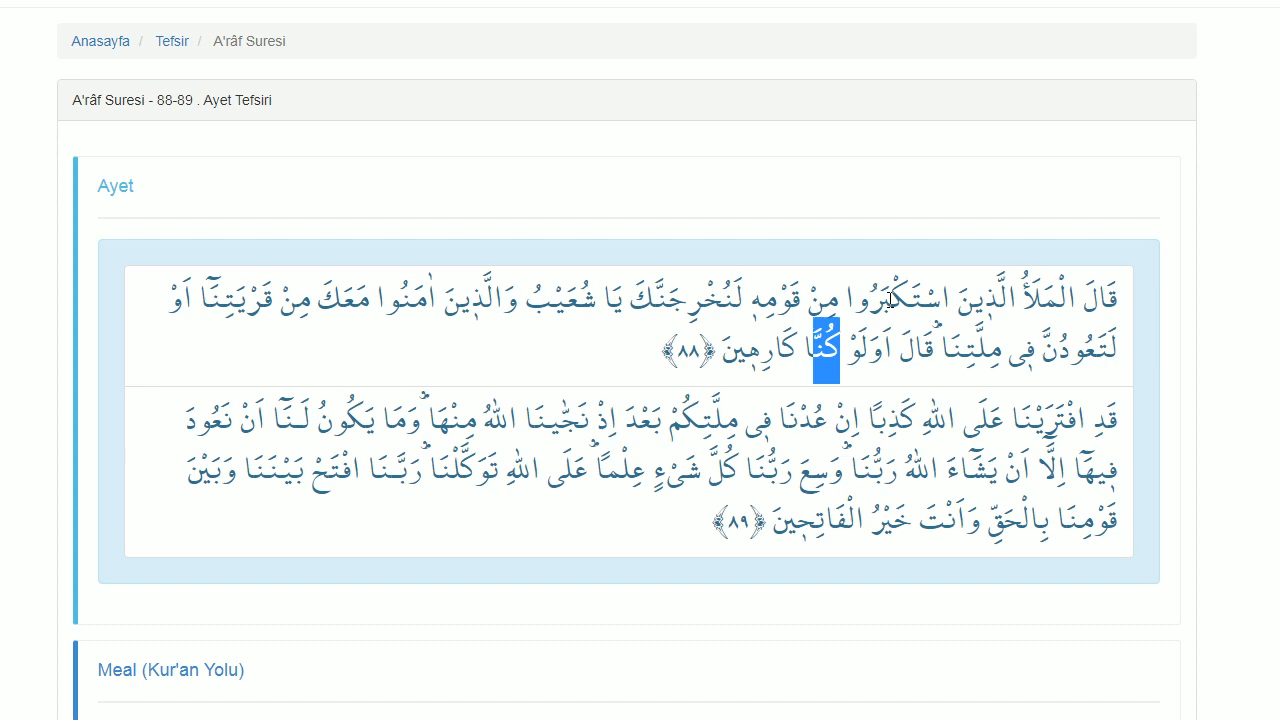 Anasayfa / Tefsir / A'râf Suresi
A'râf Suresi - 88-89 . Ayet Tefsiri
Ayet
قَالَ الْمَلَأُ الَّذ۪ينَ اسْتَكْبَرُوا مِنْ قَوْمِه۪ لَنُخْرِجَنَّكَ يَا شُعَيْبُ وَالَّذ۪ينَ اٰمَنُوا مَعَكَ مِنْ قَرْيَتِنَٓا اَوْ
لَتَعُودُنَّ ف۪ي مِلَّتِنَاۜ قَالَ اَوَلَوْ كُنَّا كَارِه۪ينَ ﴿٨٨﴾
قَدِ افْتَرَيْنَا عَلَى اللّٰهِ كَذِبًا اِنْ عُدْنَا ف۪ي مِلَّتِكُمْ بَعْدَ اِذْ نَجّٰينَا اللّٰهُ مِنْهَاۜ وَمَا يَكُونُ لَـنَٓا اَنْ نَعُودَ
ف۪يهَٓا اِلَّٓا اَنْ يَشَٓاءَ اللّٰهُ رَبُّنَاۜ وَسِعَ رَبُّنَا كُلَّ شَيْءٍ عِلْمًاۜ عَلَى اللّٰهِ تَوَكَّلْنَاۜ رَبَّـنَا افْتَحْ بَيْنَنَا وَبَيْنَ
قَوْمِنَا بِالْحَقِّ وَاَنْتَ خَيْرُ الْفَاتِح۪ينَ ﴿٨٩﴾
Meal (Kur'an Yolu)